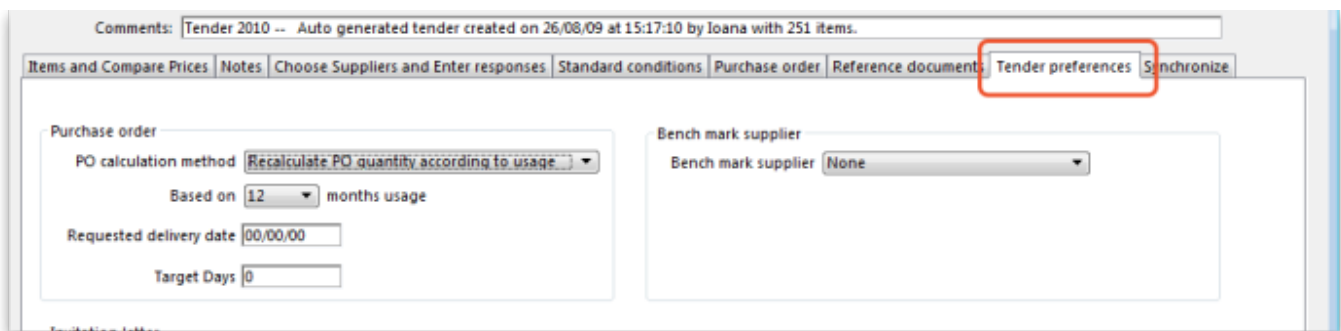 Comments: Tender 2010 -- Auto generated tender created on 26/08/09 at 15:17:10 by Ioana with 251 items.
Items and Compare Prices Notes Choose Suppliers and Enter responses Standard conditions Purchase order Reference documents Tender preferences Synchronize
Purchase order
PO calculation method Recalculate PO quantity according to usage
Based on 12 months usage
Requested delivery date 00/00/00
Target Days 0
Bench mark supplier
Bench mark supplier None
Invitation letter